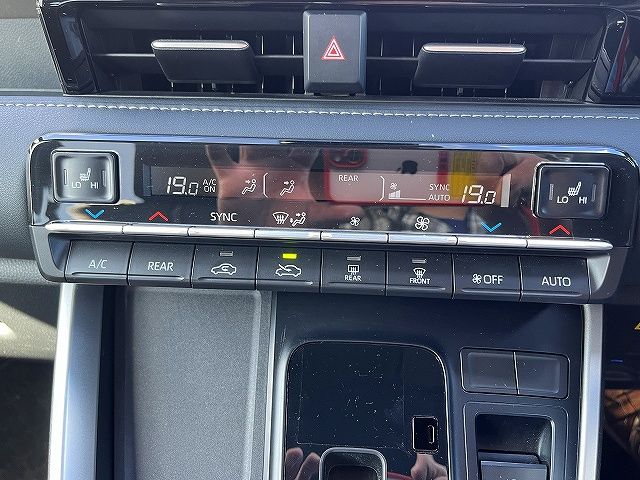 REAR
LO HI
19.0 A/C ON
SYNC AUTO 19.0
LO HI
SYNC
A/C REAR REAR FRONT OFF AUTO